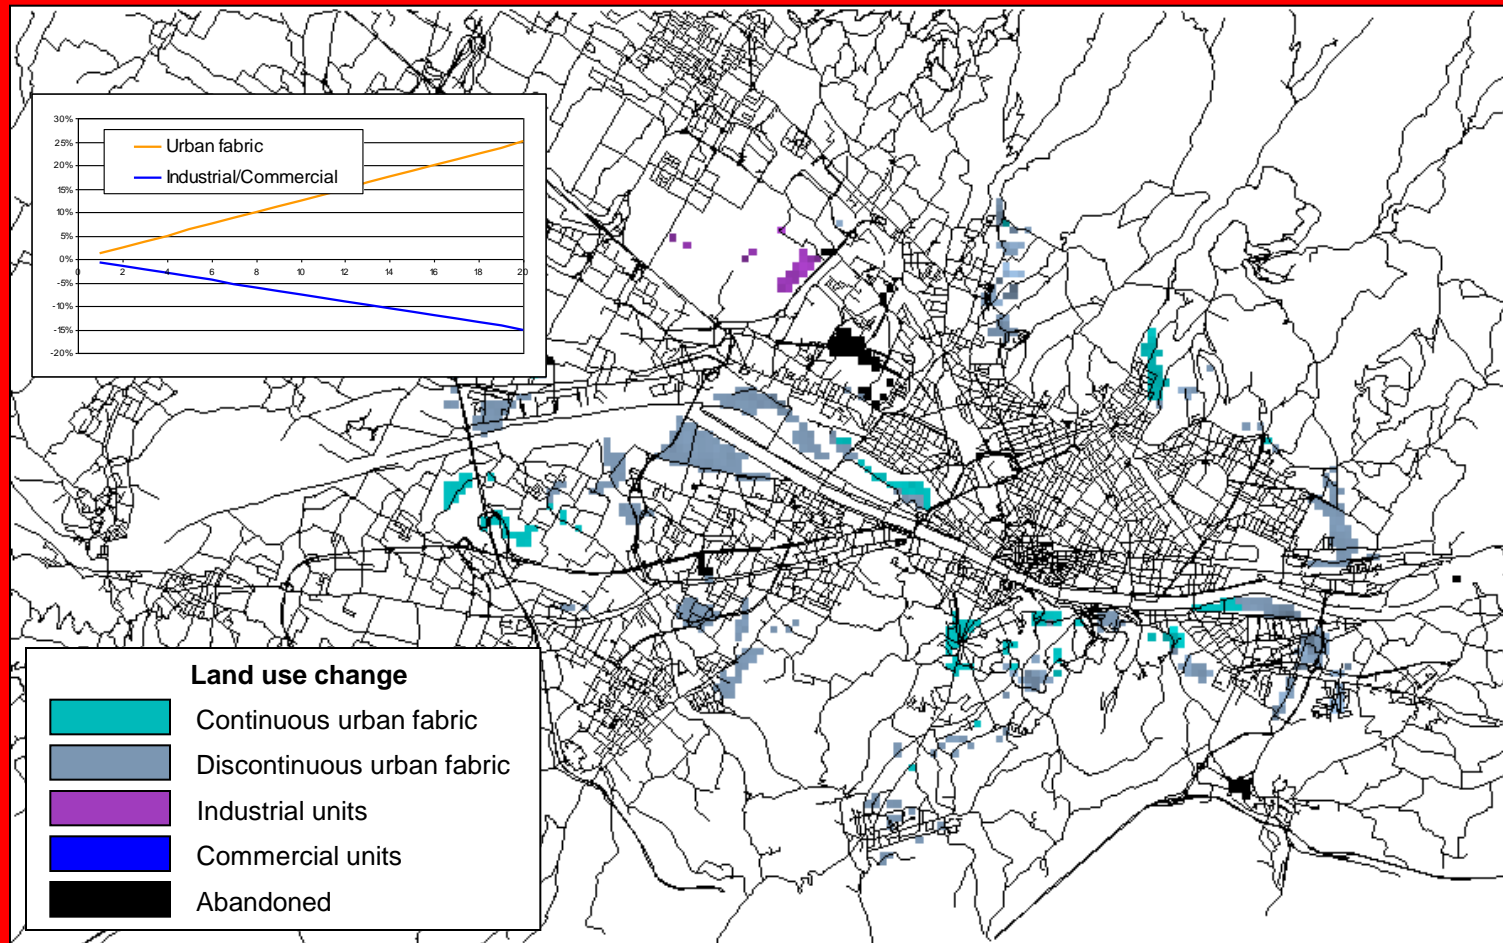 30%
25%
20%
15%
10%
5%
0%
-5%
-10%
-15%
-20%
Urban fabric
Industrial/Commercial
2 4 6 8 10 12 14 16 18 20
Land use change
Continuous urban fabric
Discontinuous urban fabric
Industrial units
Commercial units
Abandoned